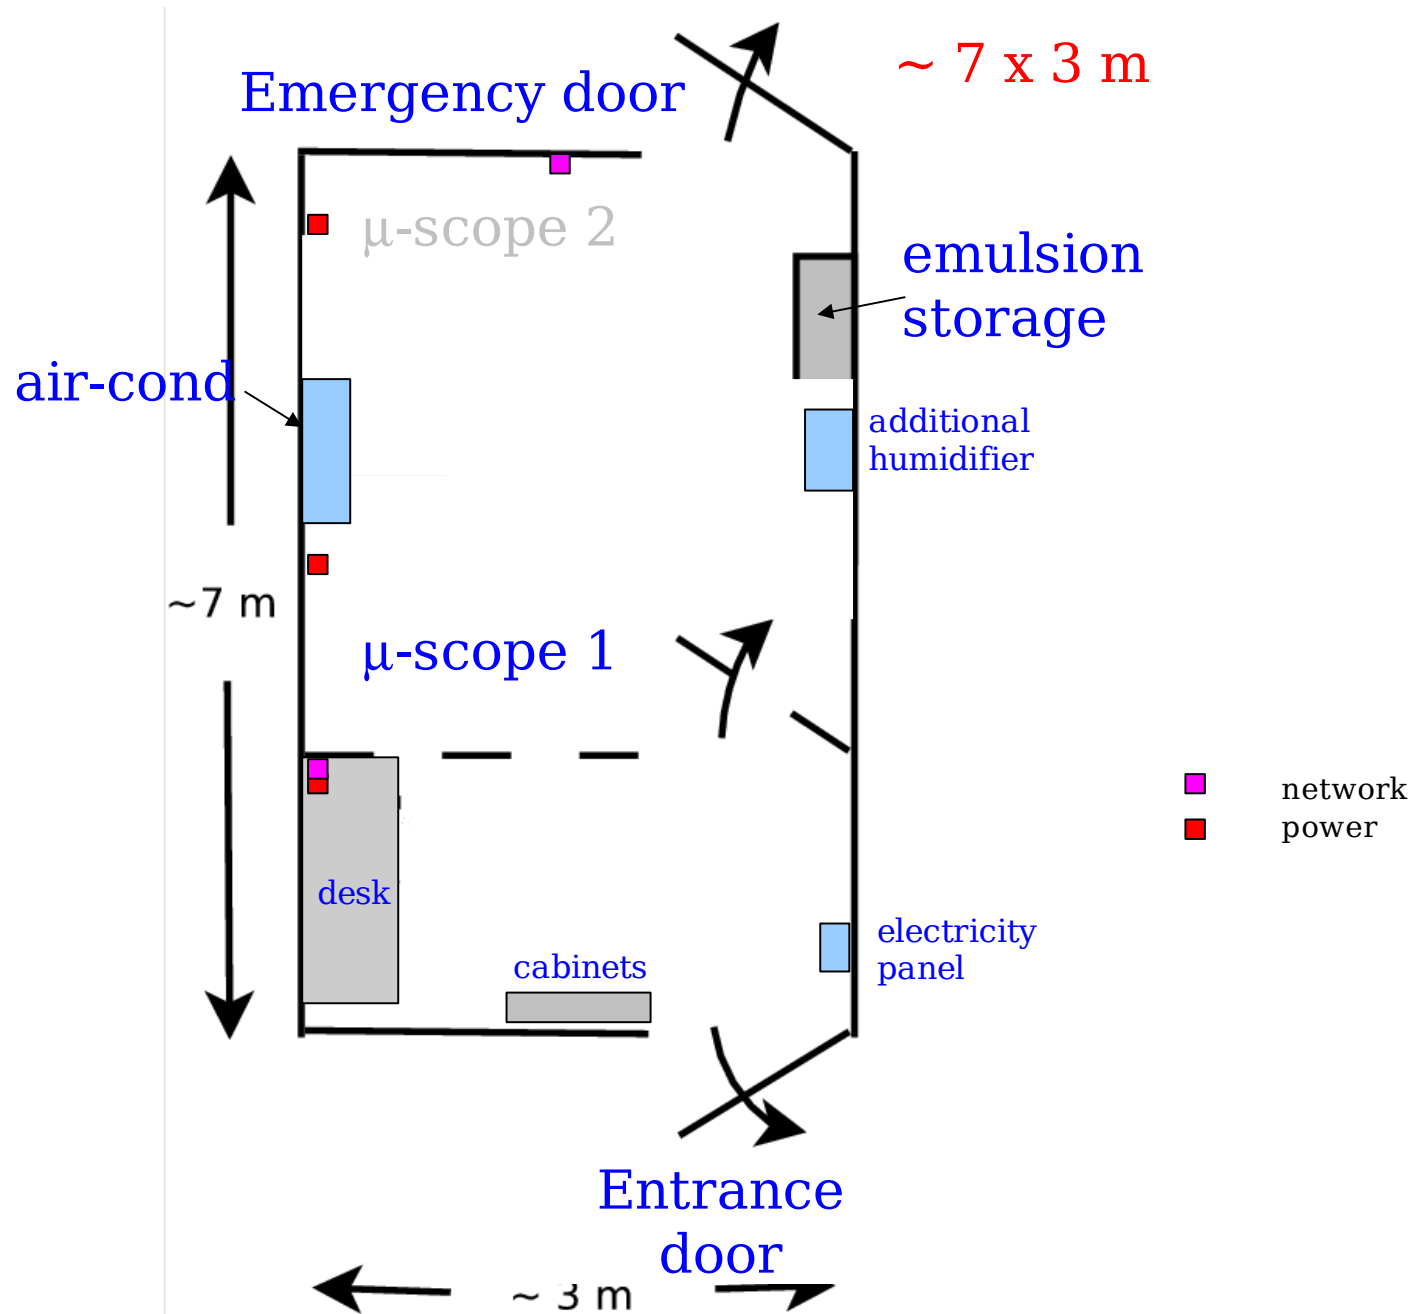 ~ 7 x 3 m
Emergency door
μ-scope 2
emulsion
storage
air-cond
additional
humidifier
~7 m
μ-scope 1
network
power
desk
electricity
panel
cabinets
Entrance
door
~ 3 m